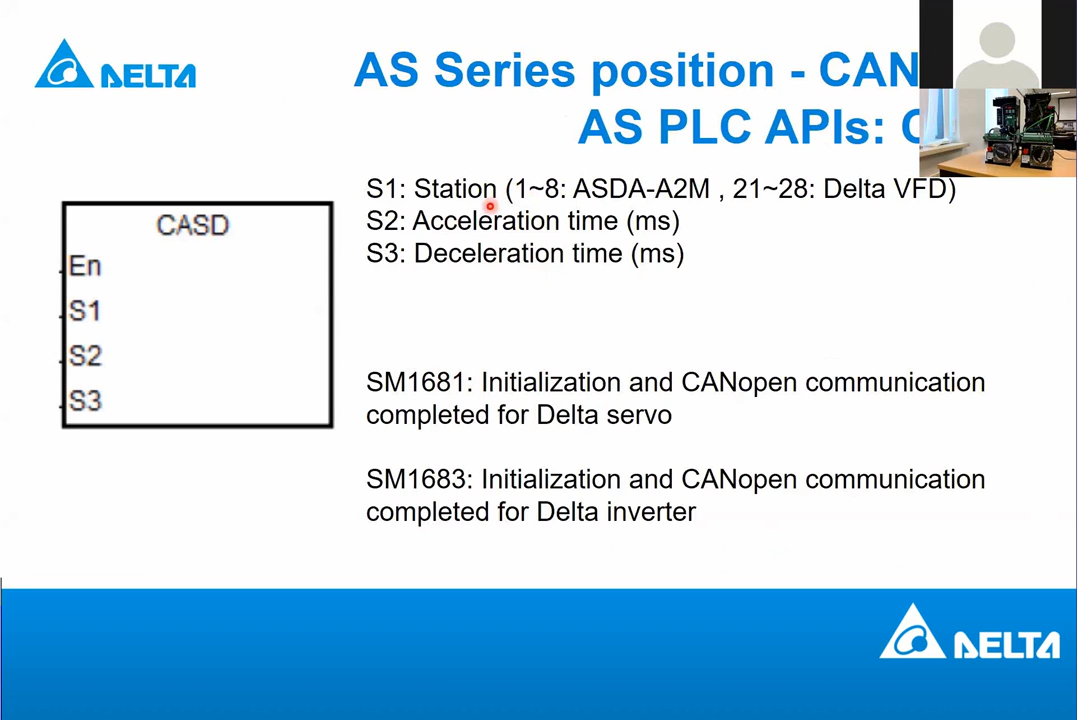 DELTA
AS Series position - CAN
AS PLC APIs:
S1: Station (1~8: ASDA-A2M , 21~28: Delta VFD)
S2: Acceleration time (ms)
S3: Deceleration time (ms)
CASD
En
S1
S2
S3
SM1681: Initialization and CANopen communication
completed for Delta servo
SM1683: Initialization and CANopen communication
completed for Delta inverter
DELTA